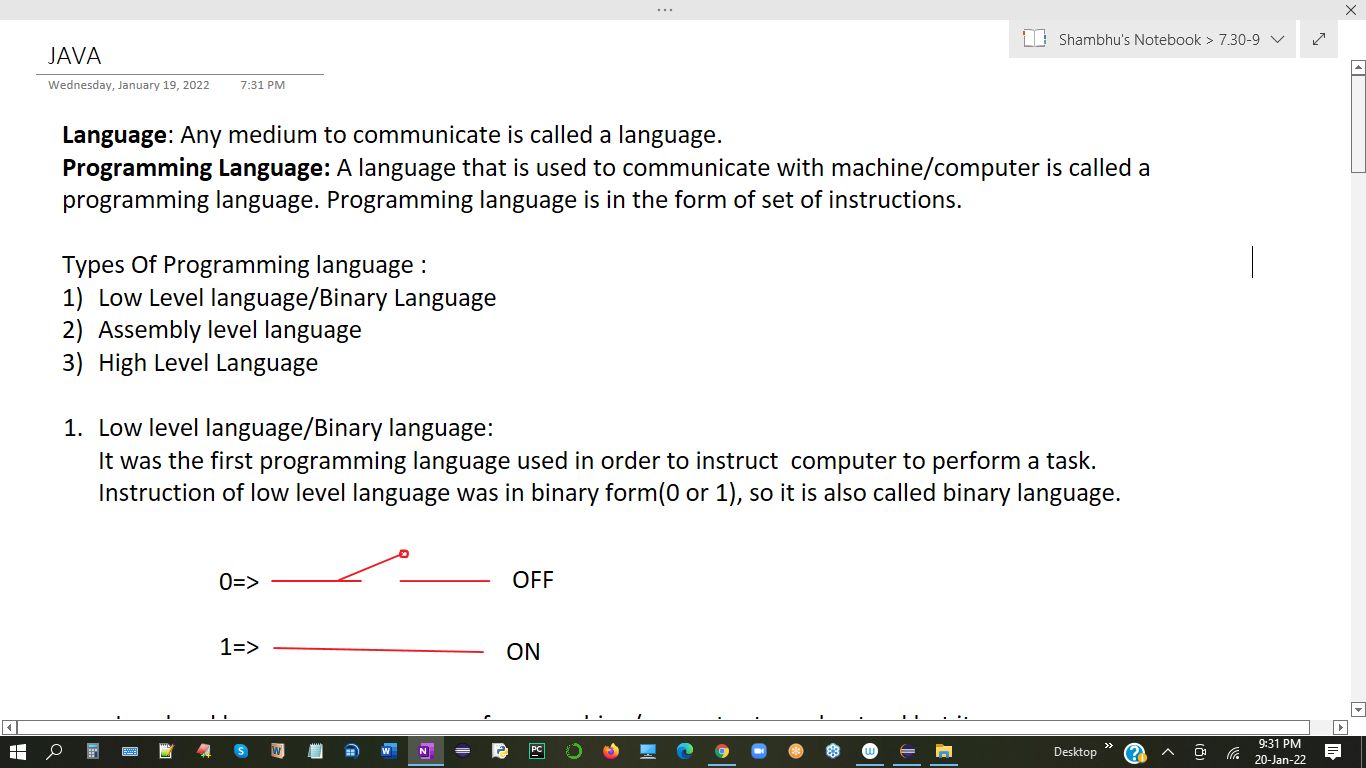 Shambhu's Notebook > 7.30-9
JAVA
Wednesday, January 19, 2022 7:31 PM
Language: Any medium to communicate is called a language.
Programming Language: A language that is used to communicate with machine/computer is called a
programming language. Programming language is in the form of set of instructions.
Types Of Programming language :
1) Low Level language/Binary Language
2) Assembly level language
3) High Level Language
1. Low level language/Binary language:
It was the first programming language used in order to instruct  computer to perform a task.
Instruction of low level language was in binary form(0 or 1), so it is also called binary language.
0=> OFF
1=> ON
Desktop
9:31 PM
20-Jan-22